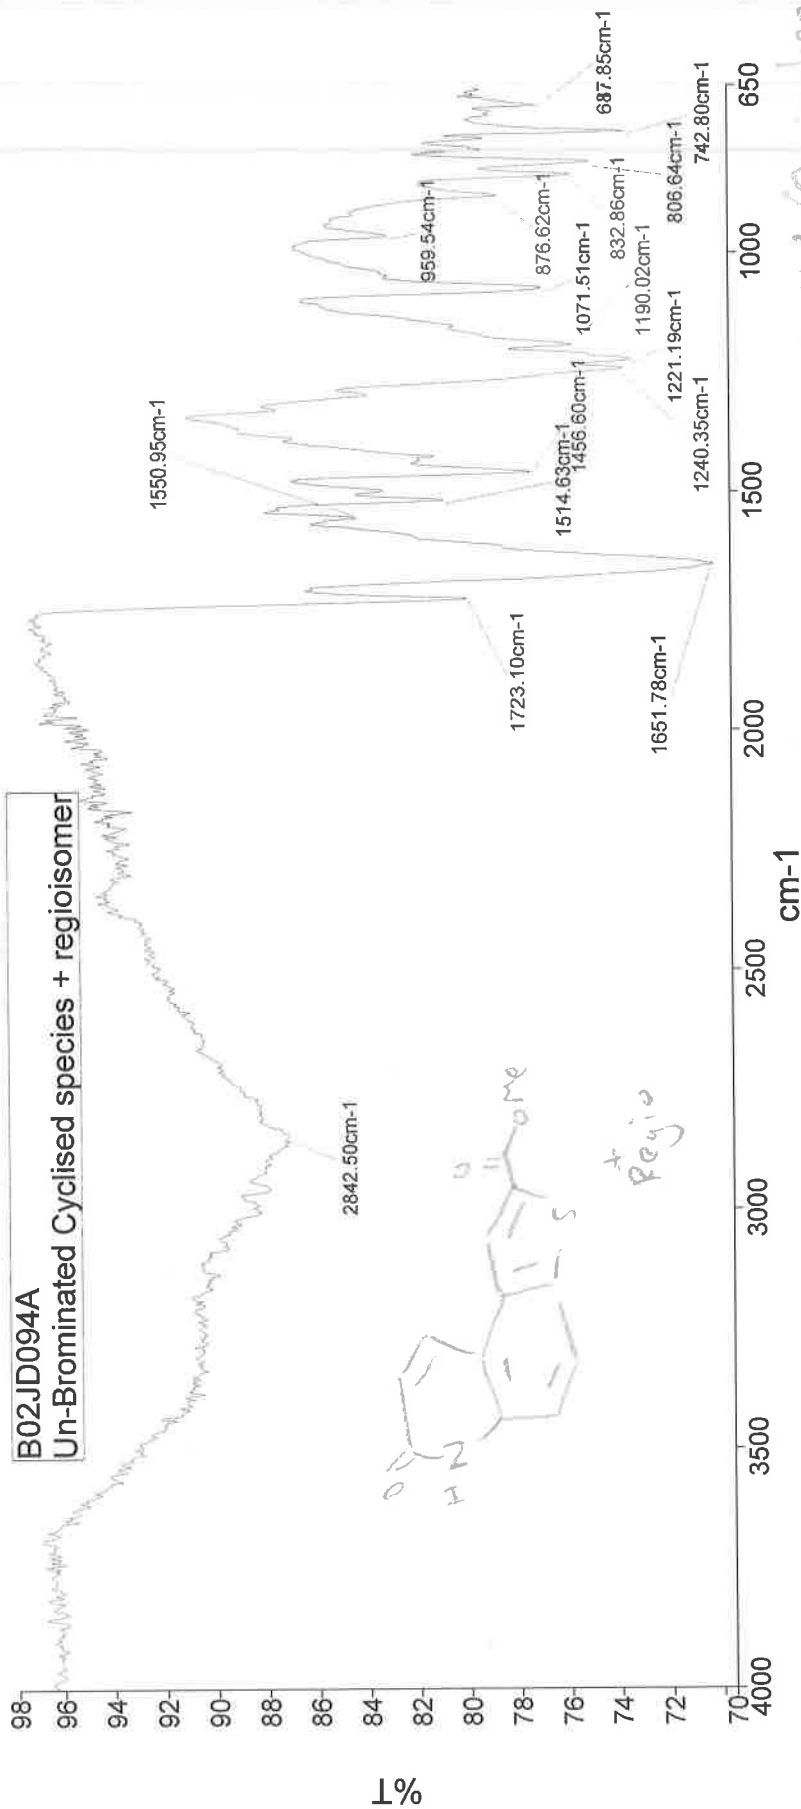 B02JD094A
Un-Brominated Cyclised species + regioisomer
98
96
94
92
90
88
86
84
82
80
78
76
74
72
70
%T
4000
3500
3000
2500
2000
1500
1000
650
cm-1
2842.50cm-1
1723.10cm-1
1651.78cm-1
1550.95cm-1
1514.63cm-1
1456.60cm-1
1240.35cm-1
1221.19cm-1
1190.02cm-1
1071.51cm-1
959.54cm-1
876.62cm-1
832.86cm-1
806.64cm-1
742.80cm-1
687.85cm-1
O
N
H
S
O
OMe
+
Regio